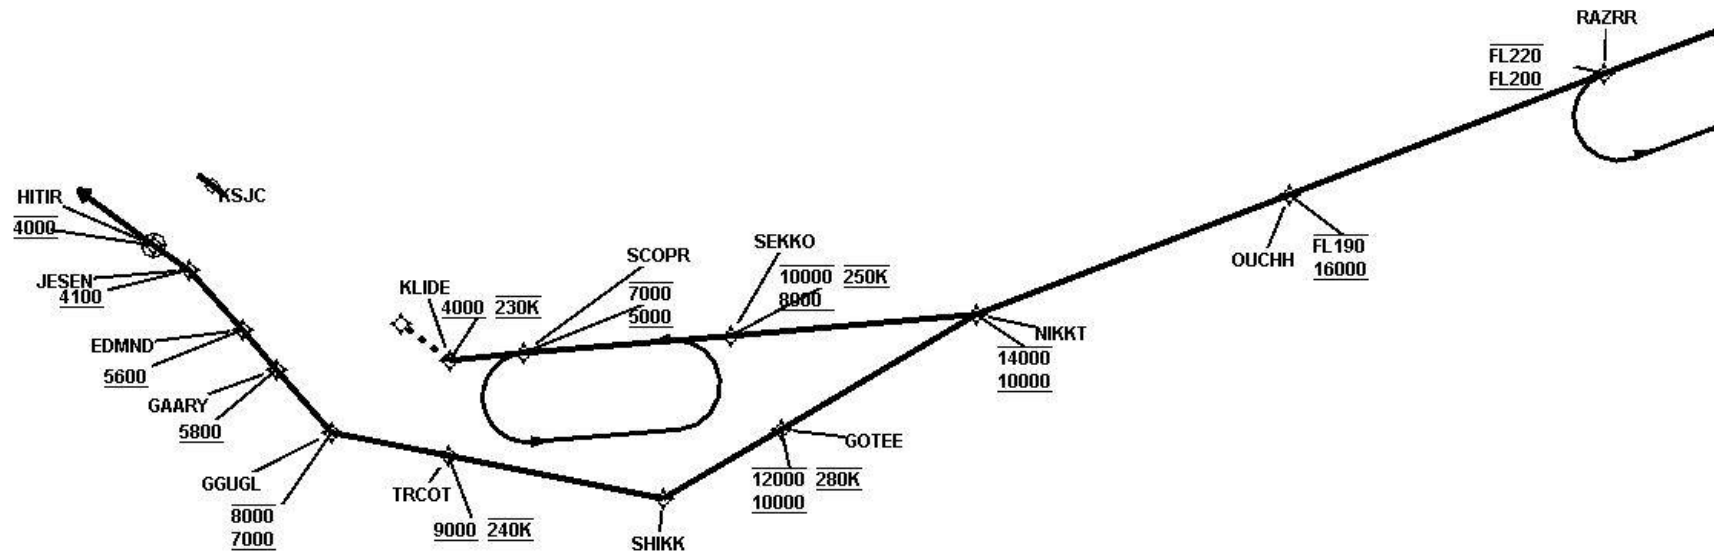 RAZRR
FL220
FL200
HITIR
4000
KSJC
JESEN
4100
KLIDE
4000 230K
SCOPR
7000
5000
SEKKO
10000 250K
8000
OUCHH
FL190
16000
NIKKT
14000
10000
EDMND
5600
GAARY
5800
GGUGL
8000
7000
TRCOT
9000 240K
SHIKK
GOTEE
12000 280K
10000